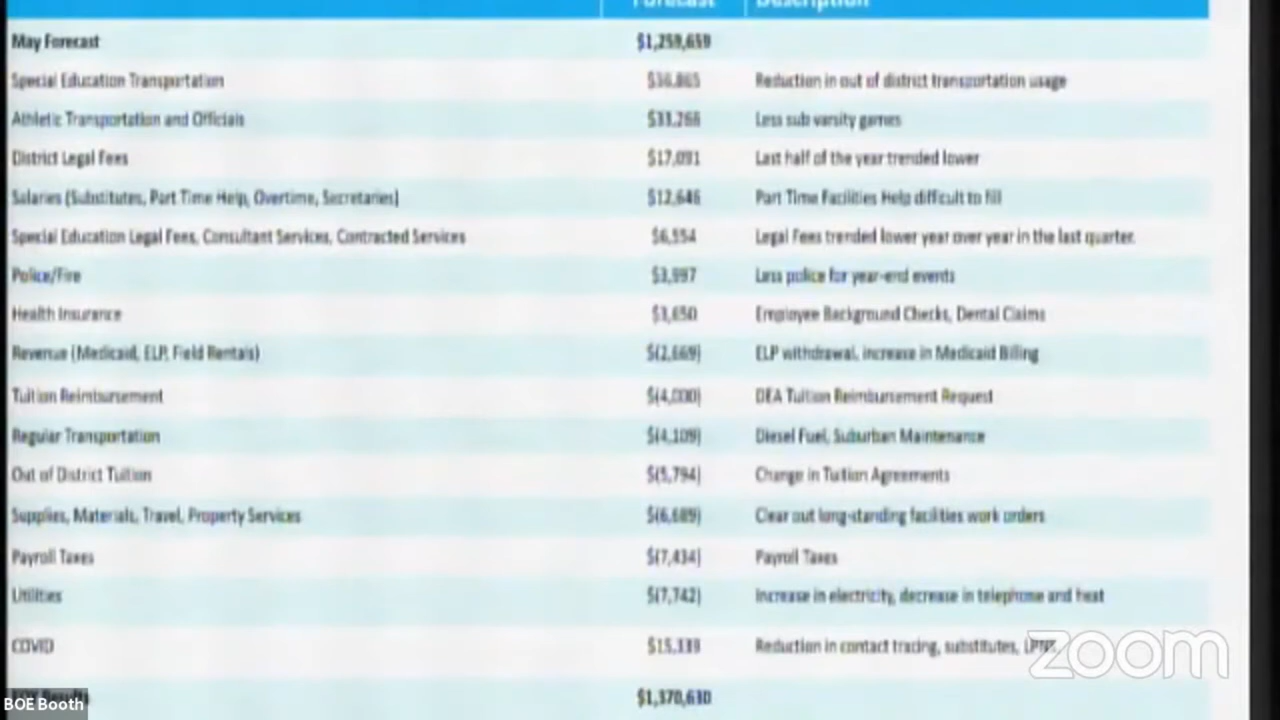 Forecast Description
May Forecast $1,259,659
Special Education Transportation Reduction in out of district transportation usage
Athletic Transportation and Officials $33,266 Less sub varsity games
District Legal Fees $17,091 Last half of the year trended lower
Salaries (Substitutes, Part Time Help, Overtime, Secretaries) $12,646 Part Time Facilities Help difficult to fill
Special Education Legal Fees, Consultant Services, Contracted Services $6,554 Legal Fees trended lower year over year in the last quarter.
Police/Fire $3,997 Less police for year-end events
Health Insurance $3,650 Employee Background Checks, Dental Claims
Revenue (Medicaid, ELP, Field Rentals) $(2,669) ELP withdrawal, increase in Medicaid Billing
Tuition Reimbursement $(4,000) DEA Tuition Reimbursement Request
Regular Transportation $(4,109) Diesel Fuel, Suburban Maintenance
Out of District Tuition $(5,794) Change in Tuition Agreements
Supplies, Materials, Travel, Property Services $(6,689) Clear out long-standing facilities work orders
Payroll Taxes $(7,434) Payroll Taxes
Utilities $(7,742) Increase in electricity, decrease in telephone and heat
COVID $15,339 Reduction in contact tracing, substitutes,
zoom
$1,370,630
BOE Booth